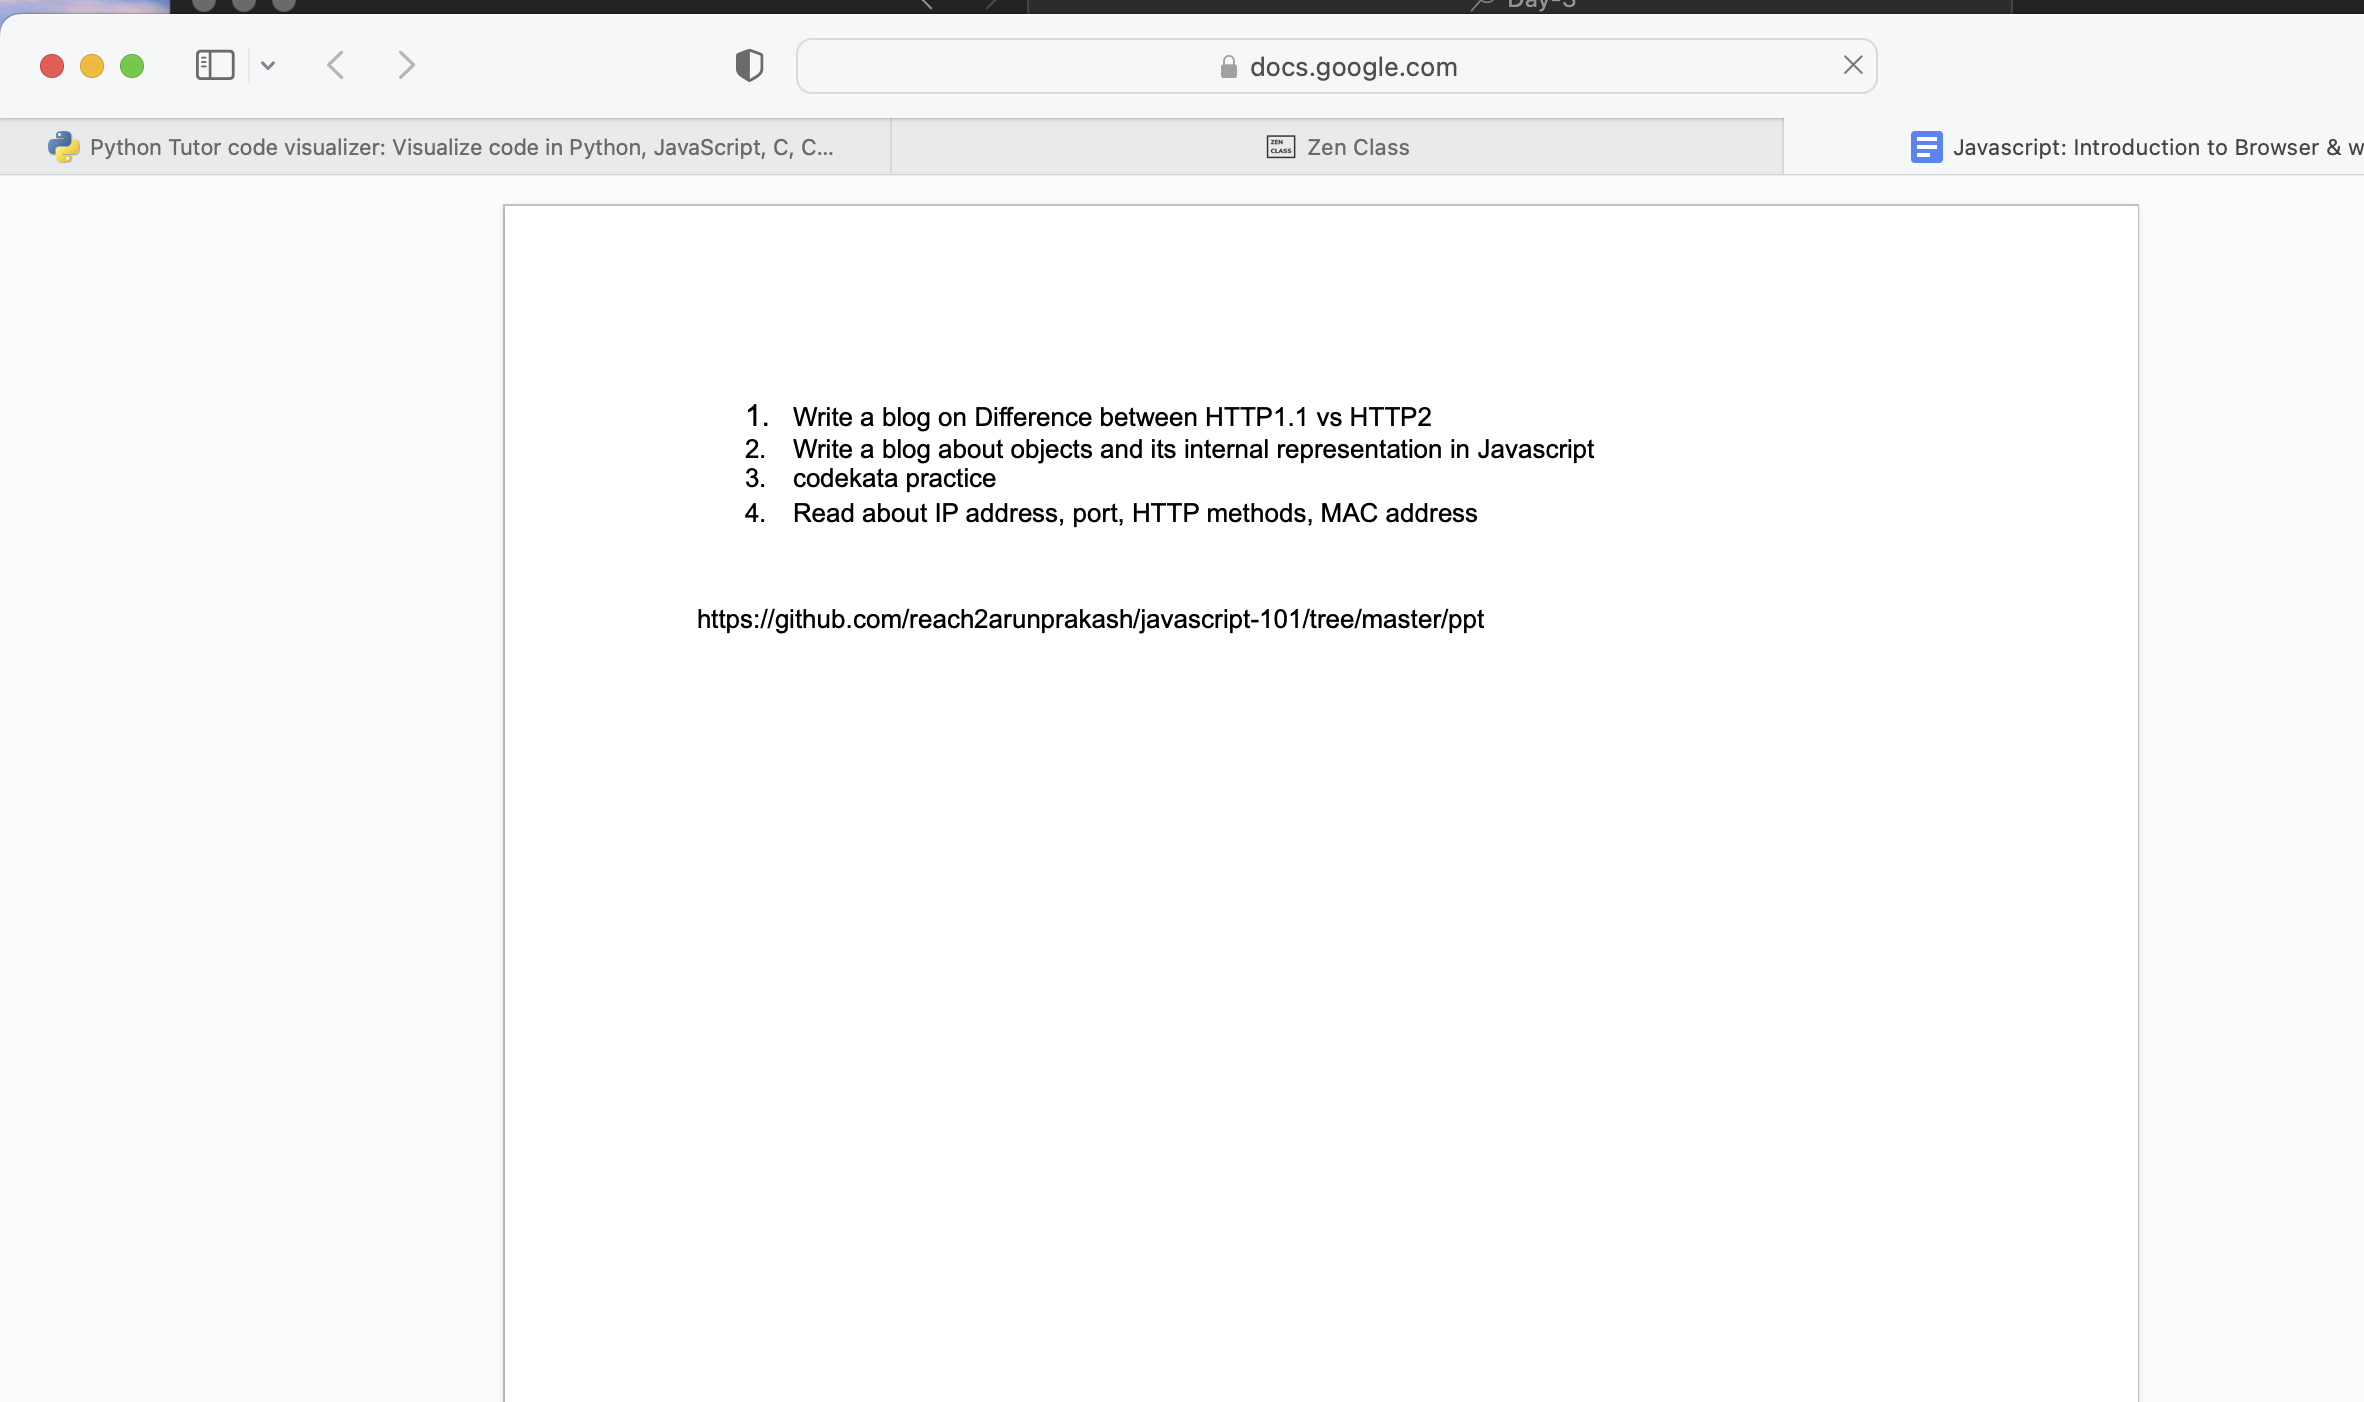 docs.google.com
Python Tutor code visualizer: Visualize code in Python, JavaScript, C, C...
ZEN CLASS
Zen Class
Javascript: Introduction to Browser &
1. Write a blog on Difference between HTTP1.1 vs HTTP2
2. Write a blog about objects and its internal representation in Javascript
3. codekata practice
4. Read about IP address, port, HTTP methods, MAC address
https://github.com/reach2arunprakash/javascript-101/tree/master/ppt